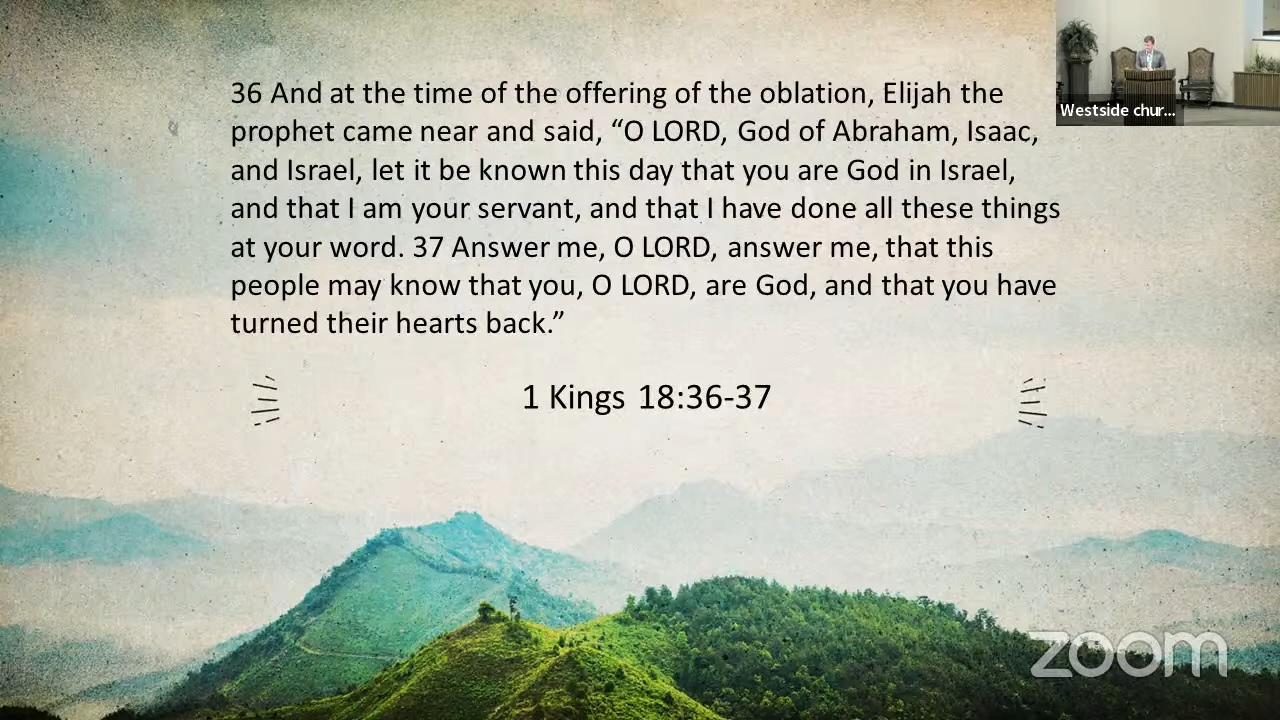 36 And at the time of the offering of the oblation, Elijah the
prophet came near and said, “O LORD, God of Abraham, Isaac,
and Israel, let it be known this day that you are God in Israel,
and that I am your servant, and that I have done all these things
at your word. 37 Answer me, O LORD, answer me, that this
people may know that you, O LORD, are God, and that you have
turned their hearts back.”
1 Kings 18:36-37
Westside chur...
zoom